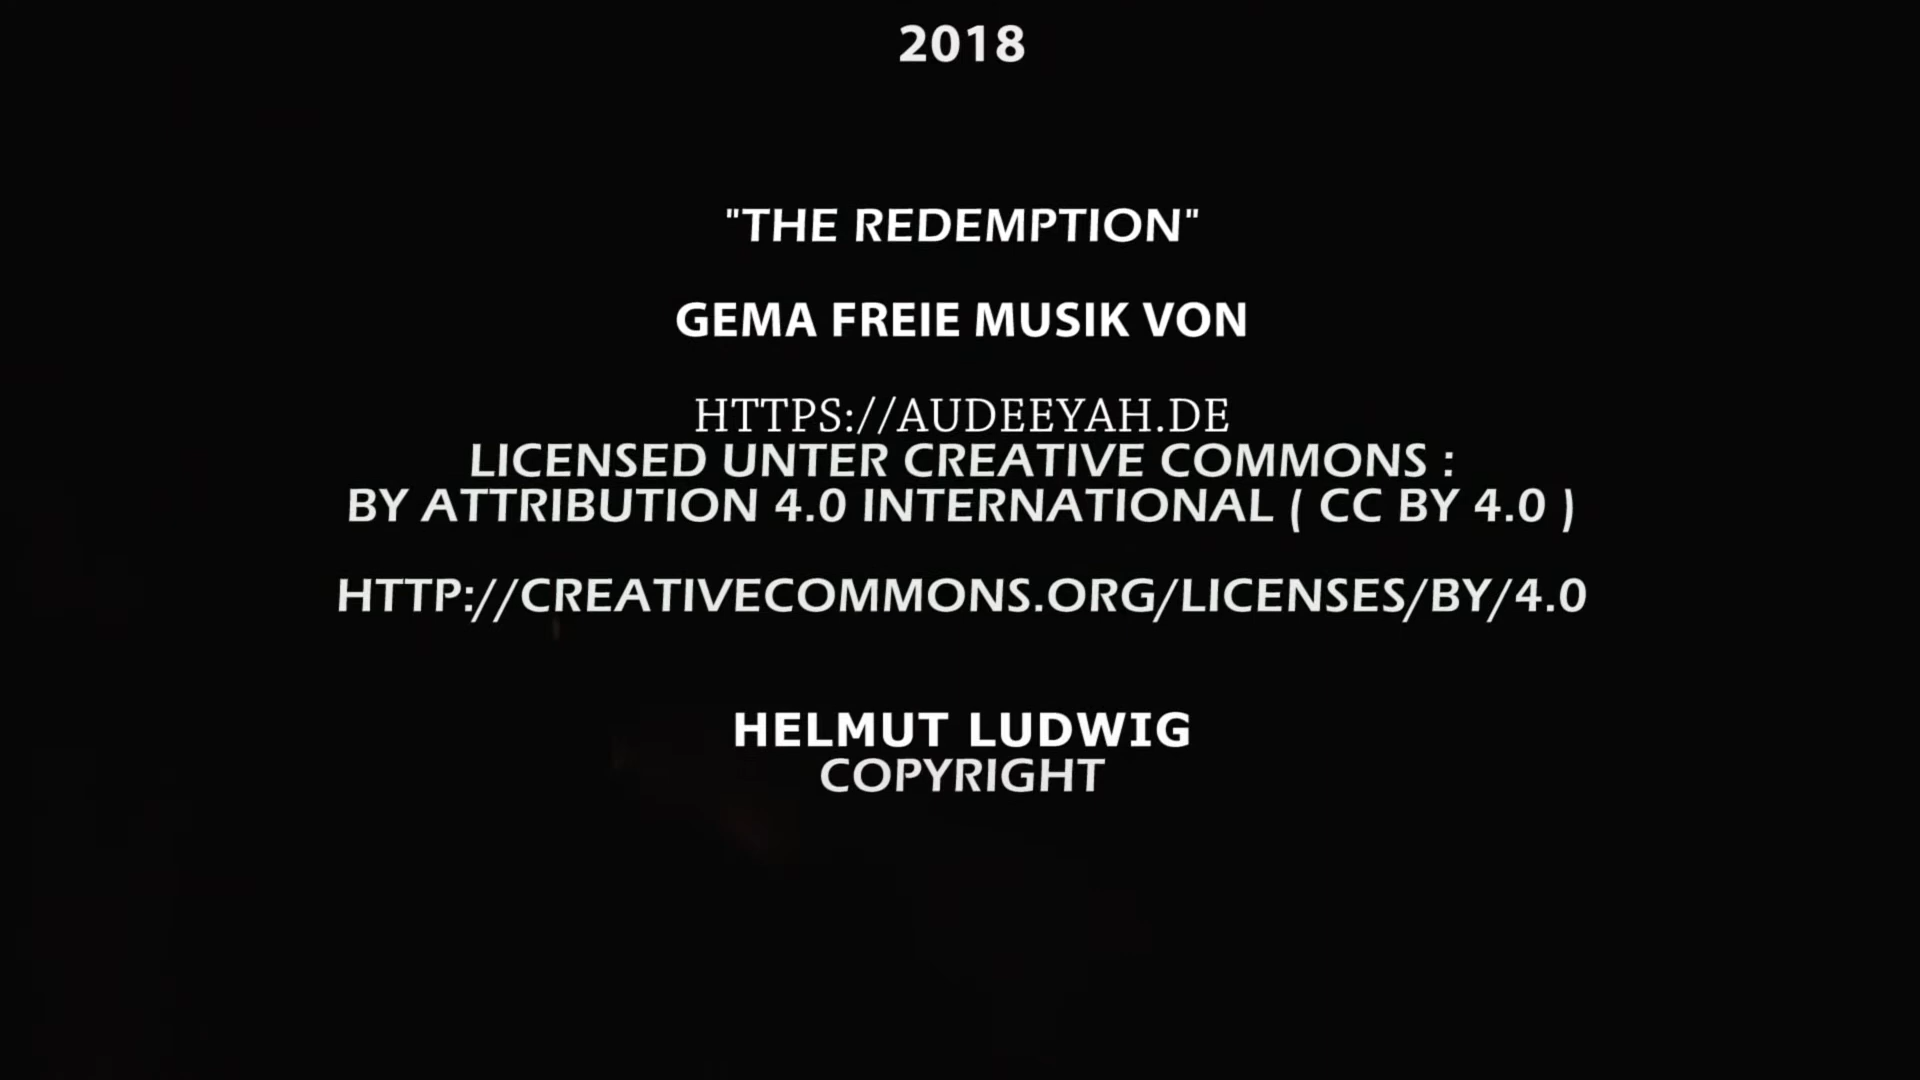 2018
"THE REDEMPTION"
GEMA FREIE MUSIK VON
HTTPS://AUDEEYAH.DE
LICENSED UNTER CREATIVE COMMONS :
BY ATTRIBUTION 4.0 INTERNATIONAL ( CC BY 4.0 )
HTTP://CREATIVECOMMONS.ORG/LICENSES/BY/4.0
HELMUT LUDWIG
COPYRIGHT